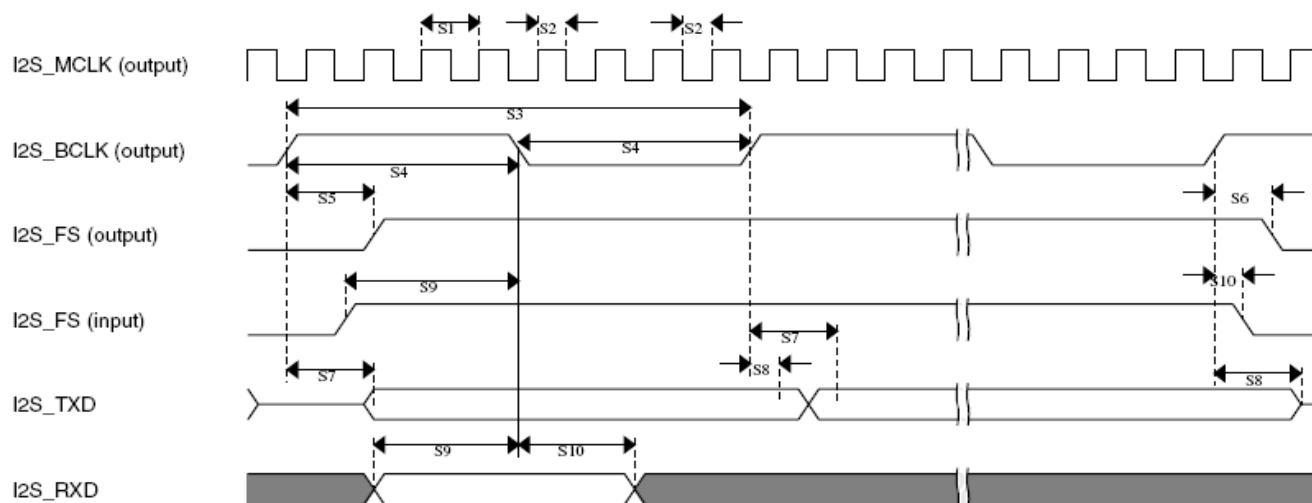 S1 S2 S2
I2S_MCLK (output)
S3
I2S_BCLK (output) S4
S4
S5 S6
I2S_FS (output)
S9 S10
I2S_FS (input)
S7
S7 S8 S8
I2S_TXD
S9 S10
I2S_RXD